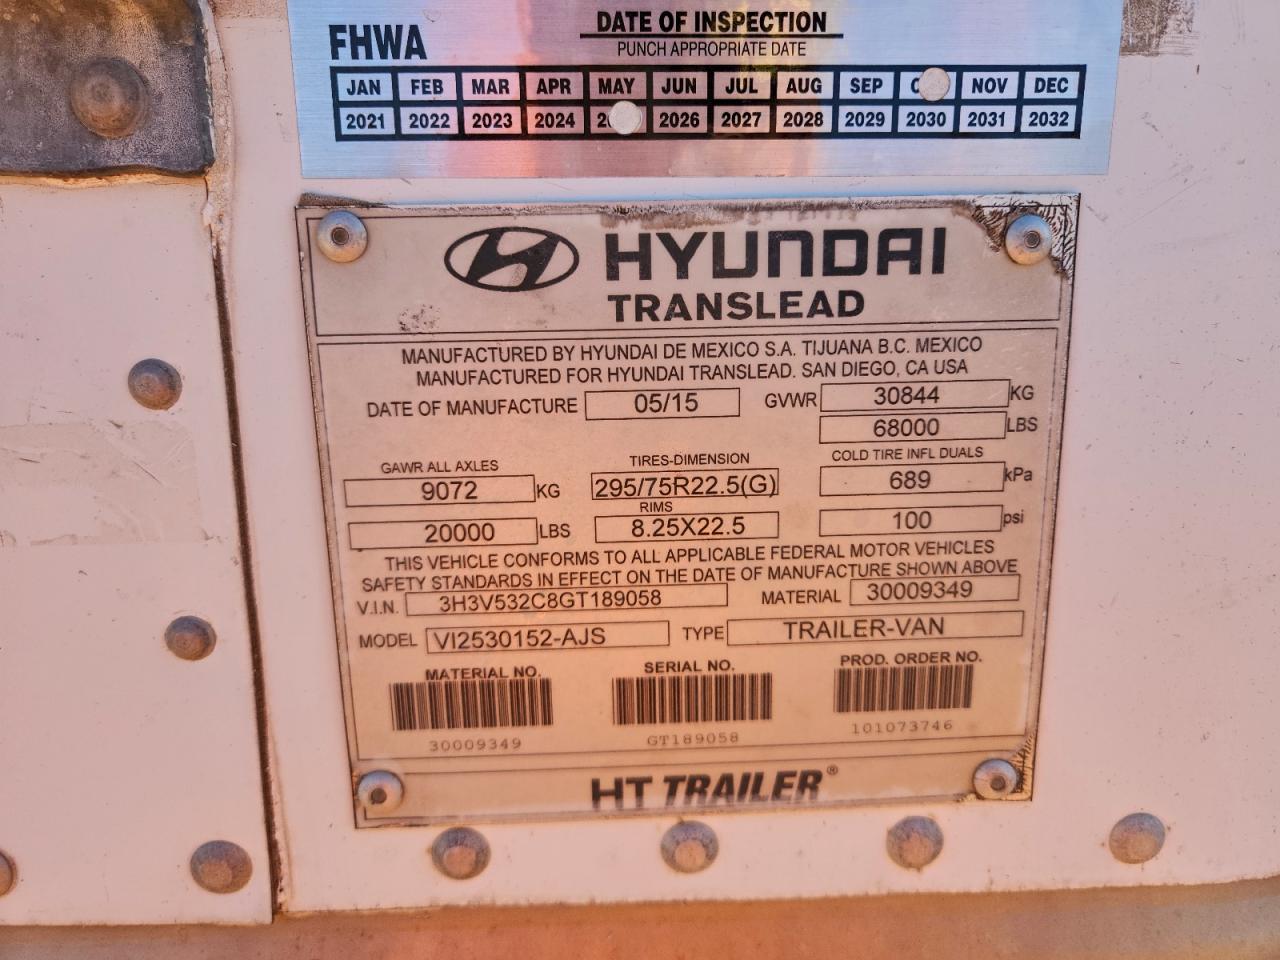 DATE OF INSPECTION
FHWA
PUNCH APPROPRIATE DATE
JAN FEB MAR APR MAY JUN JUL AUG SEP NOV DEC
2021 2022 2023 2024 2026 2027 2028 2029 2030 2031 2032
HYUNDAI
TRANSLEAD
MANUFACTURED BY HYUNDAI DE MEXICO S.A. TIJUANA B.C. MEXICO
MANUFACTURED FOR HYUNDAI TRANSLEAD. SAN DIEGO, CA USA
DATE OF MANUFACTURE 05/15 GVWR 30844 KG
68000 LBS
GAWR ALL AXLES TIRES-DIMENSION COLD TIRE INFL DUALS
9072 KG 295/75R22.5(G) 689 kPa
RIMS
20000 LBS 8.25X22.5 100 psi
THIS VEHICLE CONFORMS TO ALL APPLICABLE FEDERAL MOTOR VEHICLES
SAFETY STANDARDS IN EFFECT ON THE DATE OF MANUFACTURE SHOWN ABOVE
V.I.N. 3H3V532C8GT189058 MATERIAL 30009349
MODEL VI2530152-AJS TYPE TRAILER-VAN
MATERIAL NO. SERIAL NO. PROD. ORDER NO.
30009349 GT189058 101073746
HT TRAILER®